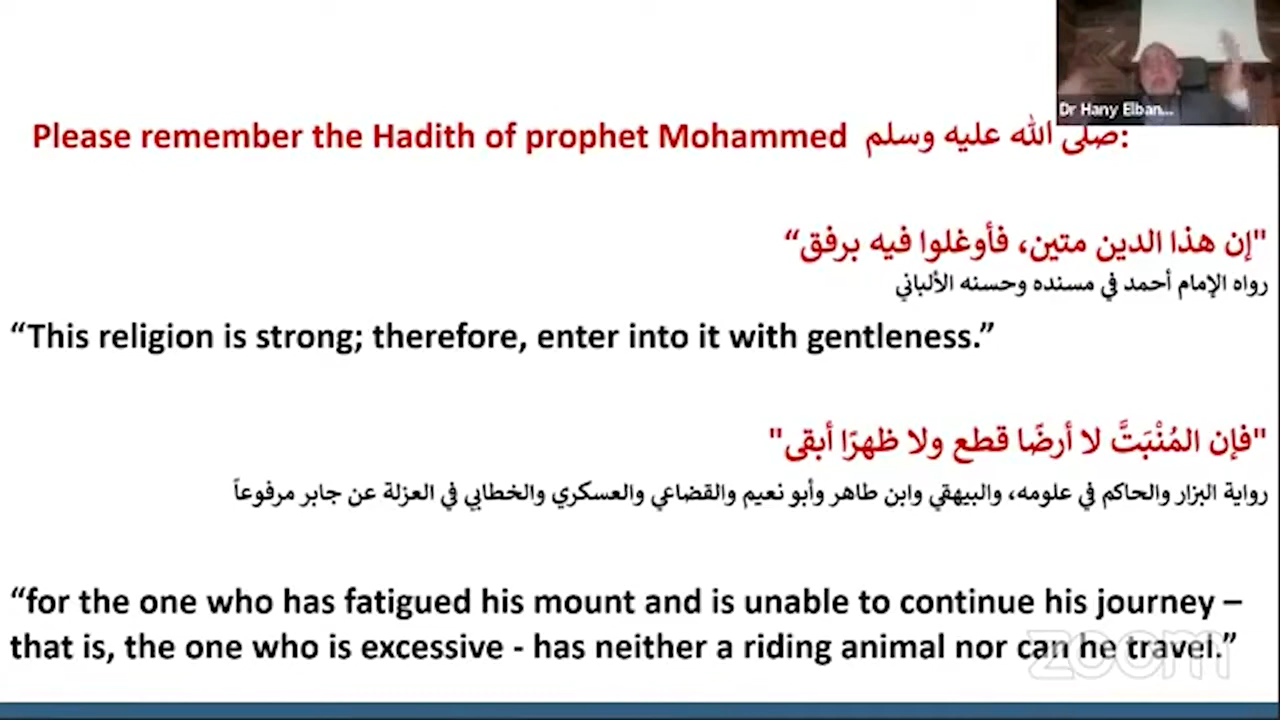 Dr Hany Elban...
Please remember the Hadith of prophet Mohammed صلى الله عليه وسلم:
"إن هذا الدين متين، فأوغلوا فيه برفق“
رواه الإمام أحمد في مسنده وحسنه الألباني
“This religion is strong; therefore, enter into it with gentleness.”
"فإن المُنْبَتَّ لا أرضًا قطع ولا ظهرًا أبقى"
رواية البزار والحاكم في علومه، والبيهقي وابن طاهر وأبو نعيم والقضاعي والعسكري والخطابي في العزلة عن جابر مرفوعاً
“for the one who has fatigued his mount and is unable to continue his journey –
that is, the one who is excessive - has neither a riding animal nor can he travel.”
zoom